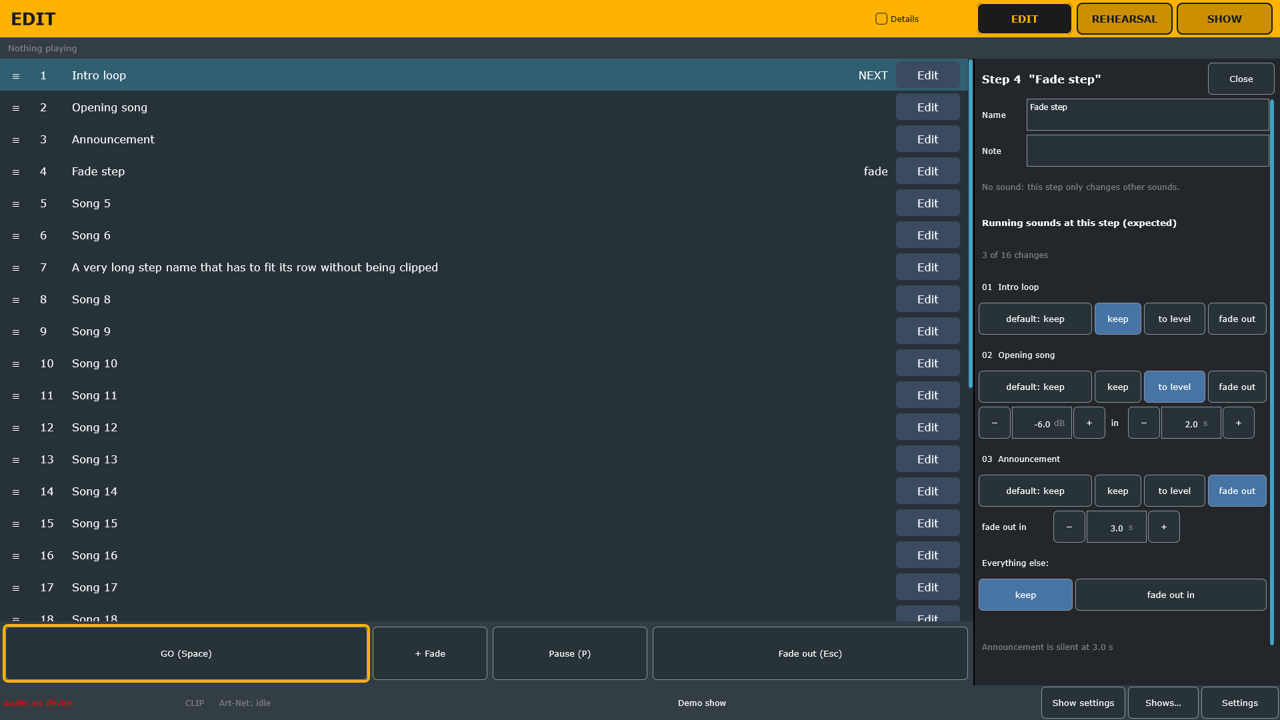 EDIT
Details
EDIT
REHEARSAL
SHOW
Nothing playing
1 Intro loop NEXT Edit
2 Opening song Edit
3 Announcement Edit
4 Fade step fade Edit
5 Song 5 Edit
6 Song 6 Edit
7 A very long step name that has to fit its row without being clipped Edit
8 Song 8 Edit
9 Song 9 Edit
10 Song 10 Edit
11 Song 11 Edit
12 Song 12 Edit
13 Song 13 Edit
14 Song 14 Edit
15 Song 15 Edit
16 Song 16 Edit
17 Song 17 Edit
18 Song 18 Edit
Step 4 "Fade step" Close
Name Fade step
Note
No sound: this step only changes other sounds.
Running sounds at this step (expected)
3 of 16 changes
01 Intro loop
default: keep keep to level fade out
02 Opening song
default: keep keep to level fade out
− -6.0 dB + in − 2.0 s +
03 Announcement
default: keep keep to level fade out
fade out in − 3.0 s +
Everything else:
keep fade out in
Announcement is silent at 3.0 s
GO (Space) + Fade Pause (P) Fade out (Esc)
Audio: no device CLIP Art-Net: idle Demo show Show settings Shows... Settings